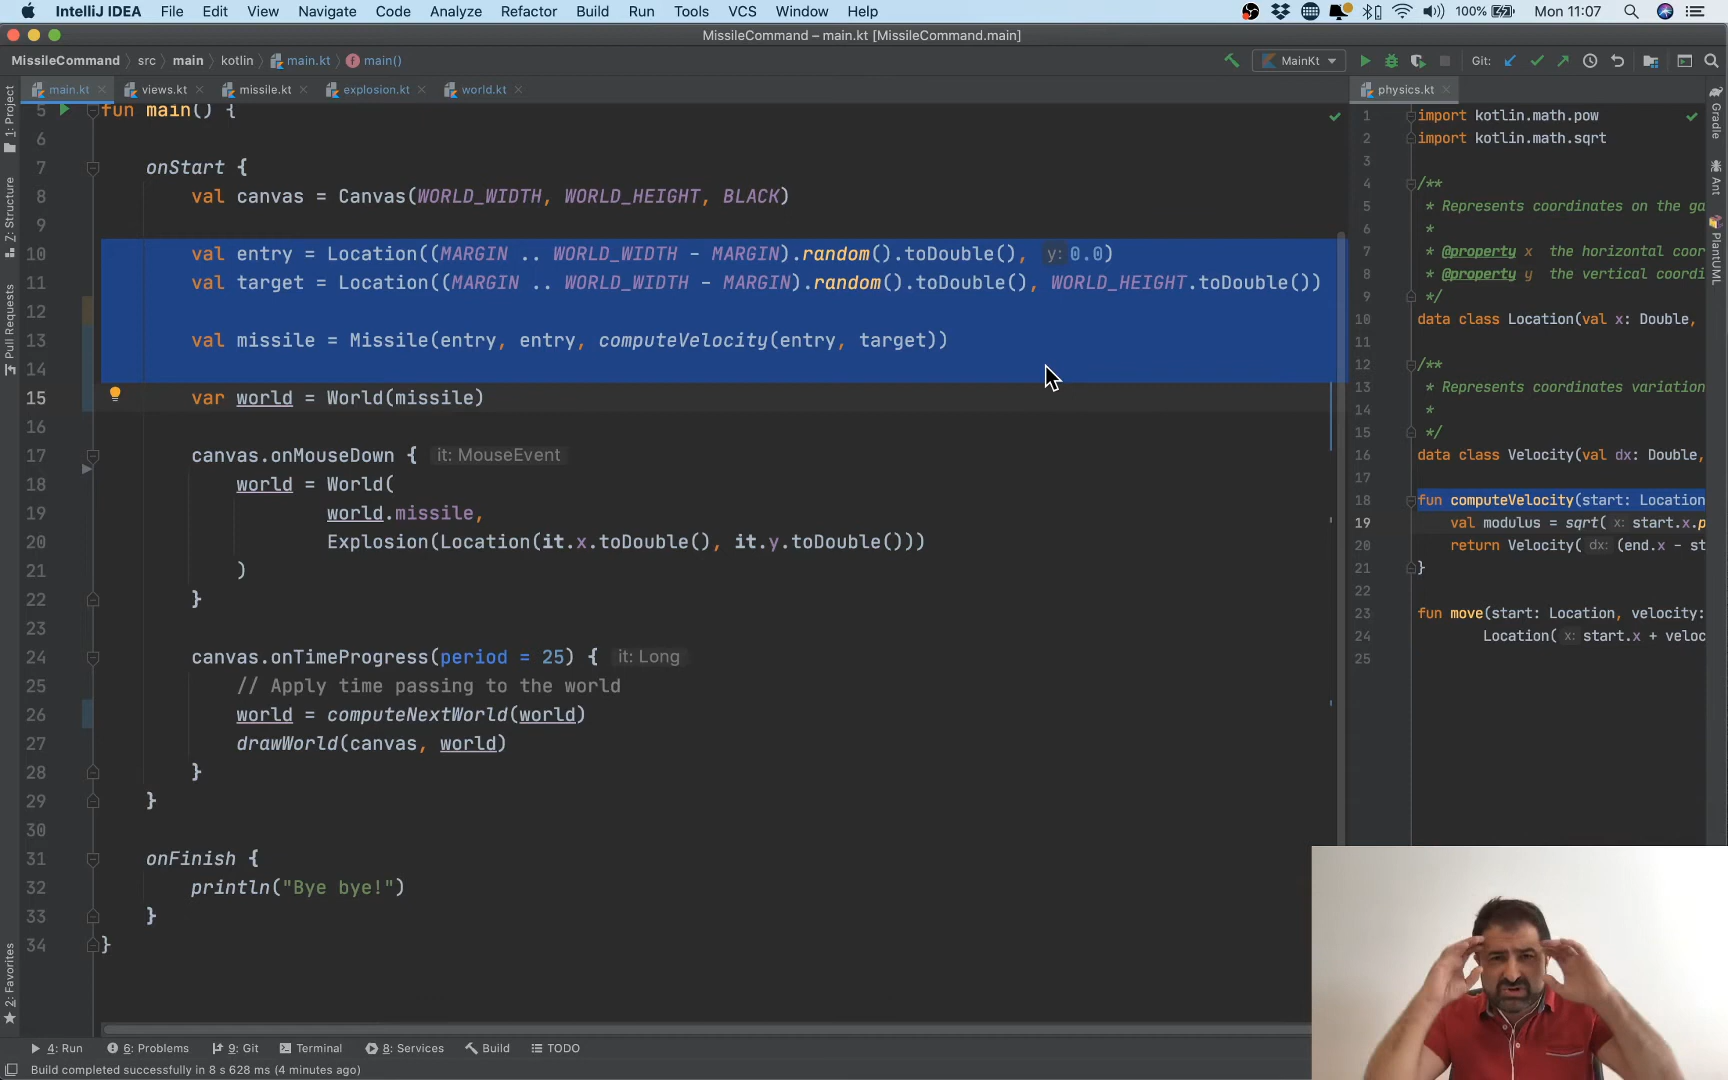 IntelliJ IDEA File Edit View Navigate Code Analyze Refactor Build Run Tools VCS Window Help 100% Mon 11:07
MissileCommand – main.kt [MissileCommand.main]
MissileCommand src main kotlin main.kt main() MainKt Git:
main.kt views.kt missile.kt explosion.kt world.kt
5 fun main() {
6
7 onStart {
8 val canvas = Canvas(WORLD_WIDTH, WORLD_HEIGHT, BLACK)
9
10 val entry = Location((MARGIN .. WORLD_WIDTH - MARGIN).random().toDouble(), y: 0.0)
11 val target = Location((MARGIN .. WORLD_WIDTH - MARGIN).random().toDouble(), WORLD_HEIGHT.toDouble())
12
13 val missile = Missile(entry, entry, computeVelocity(entry, target))
14
15 var world = World(missile)
16
17 canvas.onMouseDown { it: MouseEvent
18 world = World(
19 world.missile,
20 Explosion(Location(it.x.toDouble(), it.y.toDouble()))
21 )
22 }
23
24 canvas.onTimeProgress(period = 25) { it: Long
25 // Apply time passing to the world
26 world = computeNextWorld(world)
27 drawWorld(canvas, world)
28 }
29 }
30
31 onFinish {
32 println("Bye bye!")
33 }
34 }
physics.kt
1 import kotlin.math.pow
2 import kotlin.math.sqrt
3
4 /**
5 * Represents coordinates on the ga
6 *
7 * @property x the horizontal coor
8 * @property y the vertical coordi
9 */
10 data class Location(val x: Double,
11
12 /**
13 * Represents coordinates variation
14 *
15 */
16 data class Velocity(val dx: Double,
17
18 fun computeVelocity(start: Location
19 val modulus = sqrt( x: start.x.p
20 return Velocity( dx: (end.x - st
21 }
22
23 fun move(start: Location, velocity:
24 Location( x: start.x + veloc
25
1: Project
7: Structure
Pull Requests
2: Favorites
Gradle
Ant
PlantUML
4: Run 6: Problems 9: Git Terminal 8: Services Build TODO
Build completed successfully in 8 s 628 ms (4 minutes ago)